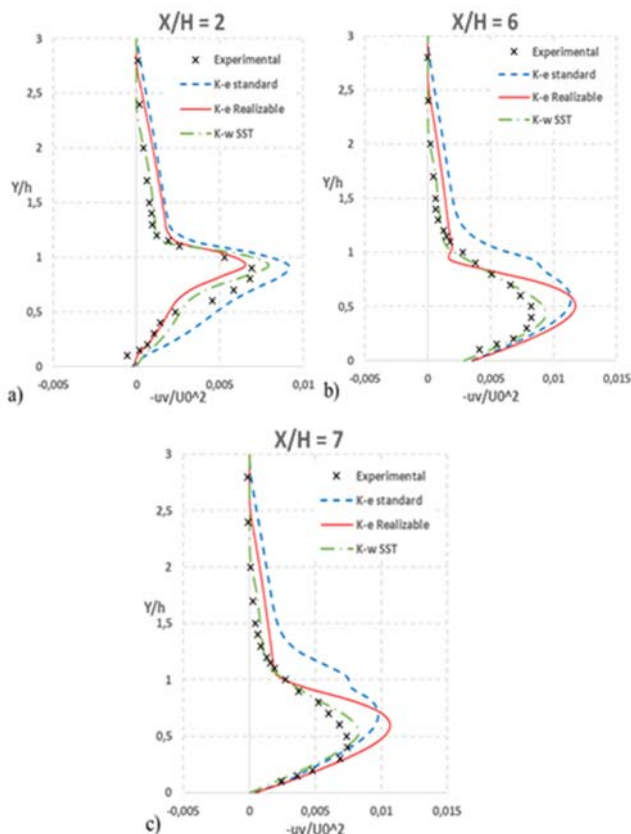 X/H = 2
3
2,5
2
Y/h
1,5
1
0,5
0
-0,005
0
0,005
0,01
-uv/U0^2
Experimental
K-e standard
K-e Realizable
K-w SST
a)
X/H = 6
3
2,5
2
Y/h
1,5
1
0,5
0
-0,005
0
0,005
0,01
0,015
-uv/U0^2
Experimental
K-e standard
K-e Realizable
K-w SST
b)
X/H = 7
3
2,5
2
Y/h
1,5
1
0,5
0
-0,005
0
0,005
0,01
0,015
-uv/U0^2
Experimental
K-e standard
K-e Realizable
K-w SST
c)